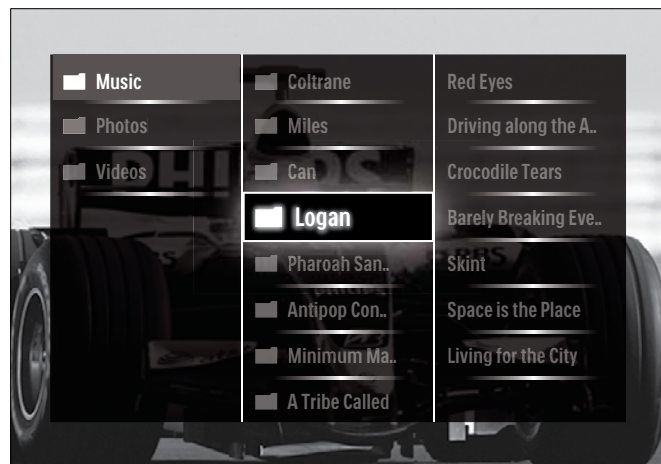 Music
Photos
Videos
Coltrane
Miles
Can
Logan
Pharoah San..
Antipop Con..
Minimum Ma..
A Tribe Called
Red Eyes
Driving along the A..
Crocodile Tears
Barely Breaking Eve..
Skint
Space is the Place
Living for the City
PHILIPS